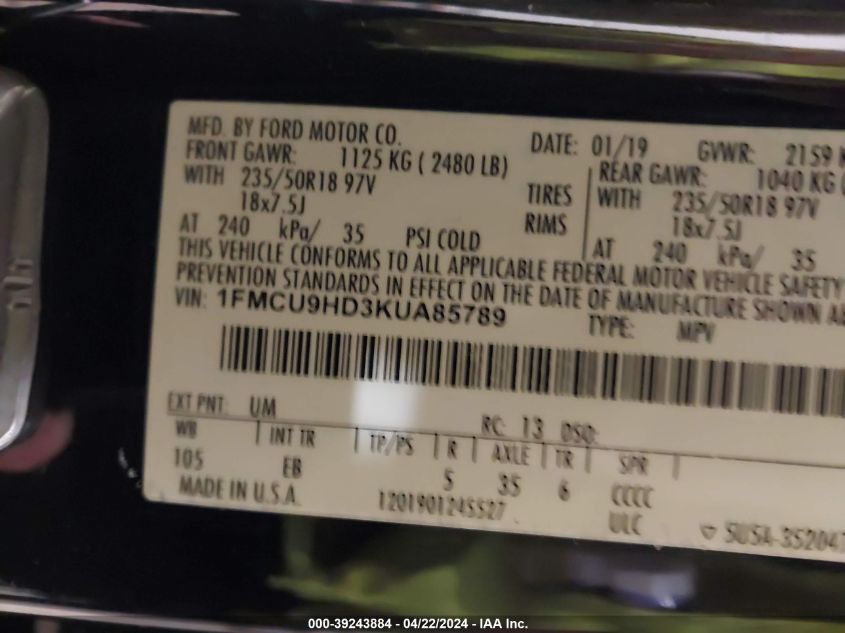 MFD. BY FORD MOTOR CO.
DATE: 01/19 GVWR: 2159 K
FRONT GAWR: 1125 KG ( 2480 LB)
REAR GAWR: 1040 KG (
WITH 235/50R18 97V TIRES
WITH 235/50R18 97V
18x7.5J RIMS
18x7.5J
AT 240 kPa/ 35 PSI COLD
AT 240 kPa/ 35
THIS VEHICLE CONFORMS TO ALL APPLICABLE FEDERAL MOTOR VEHICLE SAFETY
PREVENTION STANDARDS IN EFFECT ON THE DATE OF MANUFACTURE SHOWN
VIN: 1FMCU9HD3KUA85789
TYPE: MPV
EXT PNT: UM RC: 13 DSO:
WB INT TR TP/PS R AXLE TR SPR
105 EB 5 35 6 CCCC
MADE IN U.S.A. 1201901245527 ULC
5U5A-35204
000-39243884 - 04/22/2024 - IAA Inc.